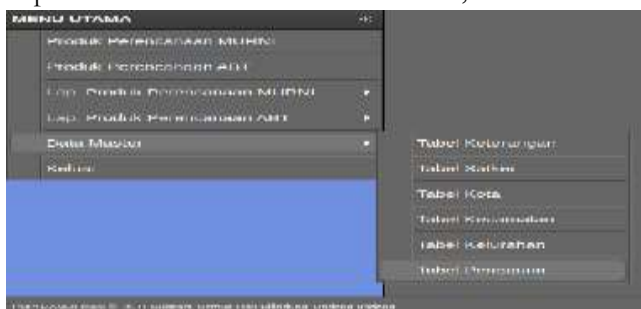 MENU UTAMA
Produk Perencanaan MURNI
Produk Perencanaan ABT
Lap. Produk Perencanaan MURNI
Lap. Produk Perencanaan ABT
Data Master
Keluar
Tabel Keterangan
Tabel Satker
Tabel Kota
Tabel Kecamatan
Tabel Kelurahan
Tabel Pengguna